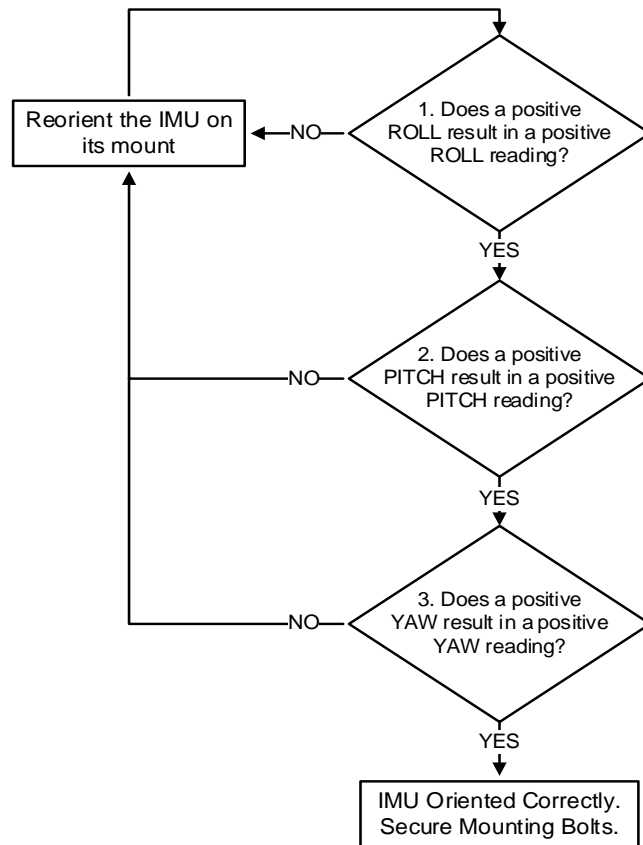 1. Does a positive
ROLL result in a positive
ROLL reading?
NO
Reorient the IMU on
its mount
YES
2. Does a positive
PITCH result in a positive
PITCH reading?
NO
YES
3. Does a positive
YAW result in a positive
YAW reading?
NO
YES
IMU Oriented Correctly.
Secure Mounting Bolts.